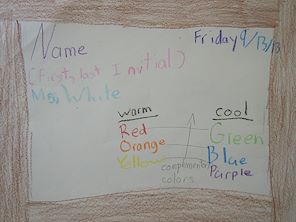 Name
Friday 9/13/13
(First, last Initial)
Ms. White
warm
cool
Red
Green
Orange
Blue
Yellow
Purple
complimentary
colors